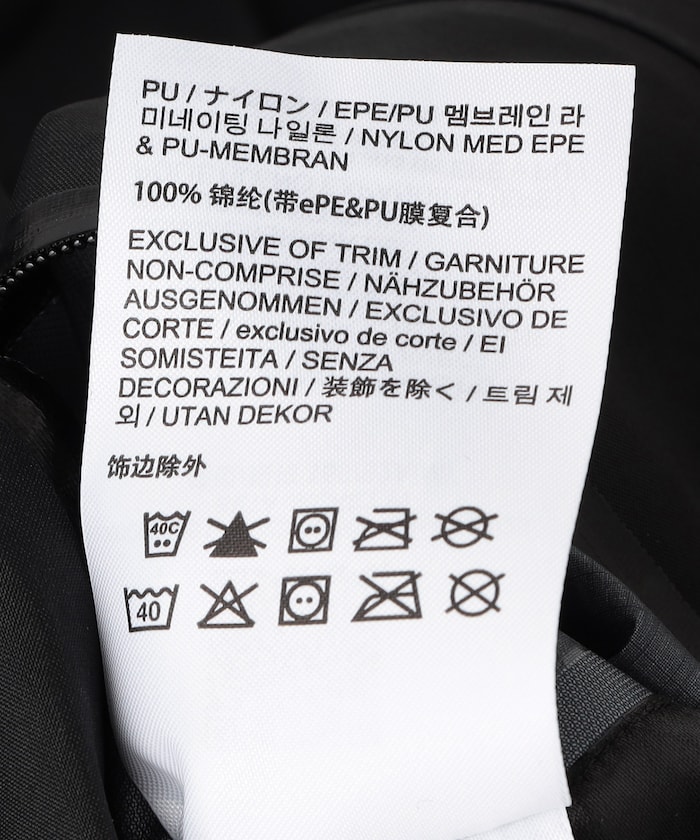 PU / ナイロン / EPE/PU 멤브레인 라
미네이팅 나일론 / NYLON MED EPE
& PU-MEMBRAN
100% 锦纶(带ePE&PU膜复合)
EXCLUSIVE OF TRIM / GARNITURE
NON-COMPRISE / NÄHZUBEHÖR
AUSGENOMMEN / EXCLUSIVO DE
CORTE / exclusivo de corte / EI
SOMISTEITA / SENZA
DECORAZIONI / 装飾を除く / 트림 제
외 / UTAN DEKOR
饰边除外
40C
40